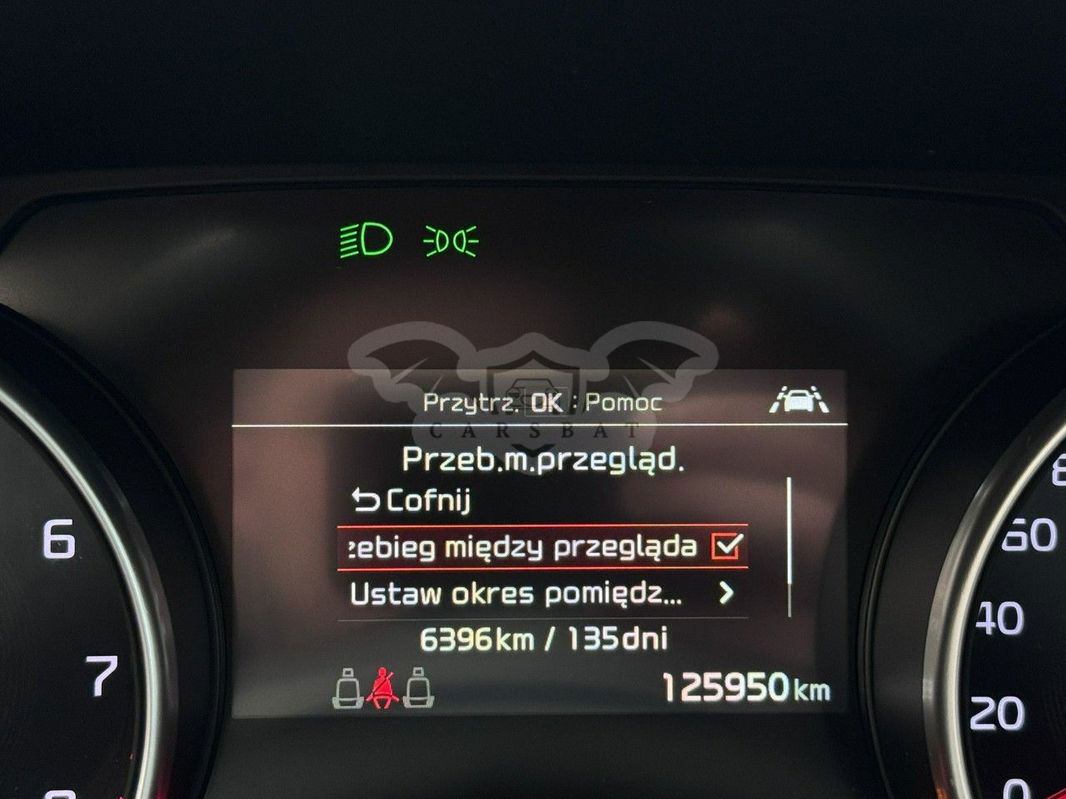 Przytrz. OK : Pomoc
CARSBAT
Przeb.m.przegląd.
Cofnij
zebieg między przegląda
Ustaw okres pomiędz...
6396km / 135dni
125950km
6
7
60
40
20
0